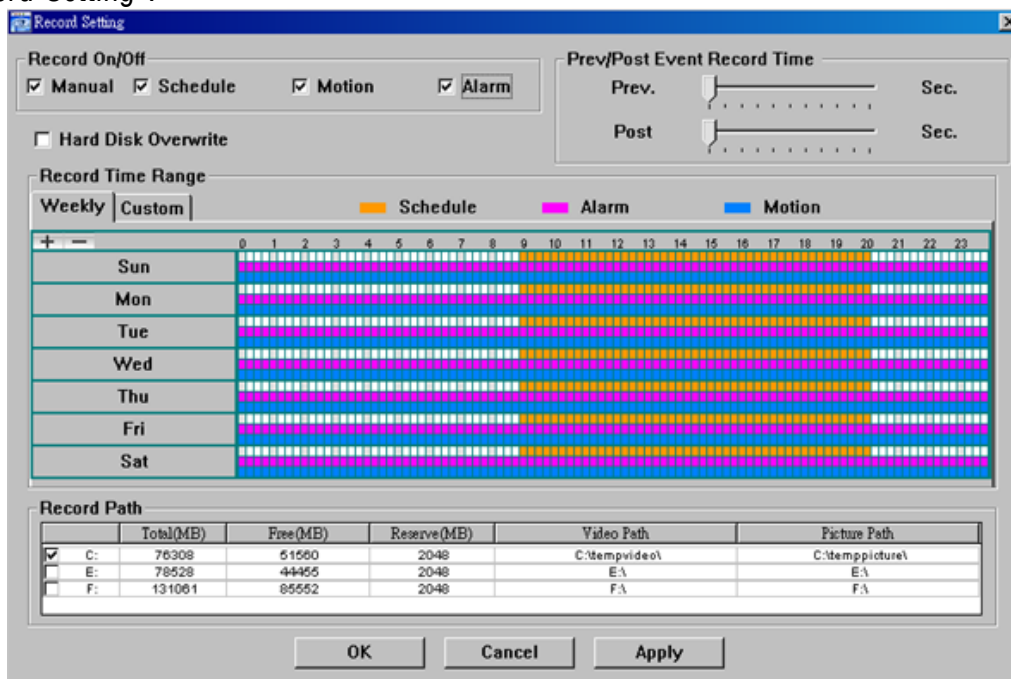 Record Setting
Record On/Off
Manual Schedule Motion Alarm
Prev/Post Event Record Time
Prev. Sec.
Post Sec.
Hard Disk Overwrite
Record Time Range
Weekly Custom
Schedule Alarm Motion
+ − 0 1 2 3 4 5 6 7 8 9 10 11 12 13 14 15 16 17 18 19 20 21 22 23
Sun
Mon
Tue
Wed
Thu
Fri
Sat
Record Path
Total(MB) Free(MB) Reserve(MB) Video Path Picture Path
C: 76308 51560 2048 C:\tempvideo\ C:\temppicture\
E: 78528 44455 2048 E:\ E:\
F: 131061 85552 2048 F:\ F:\
OK Cancel Apply